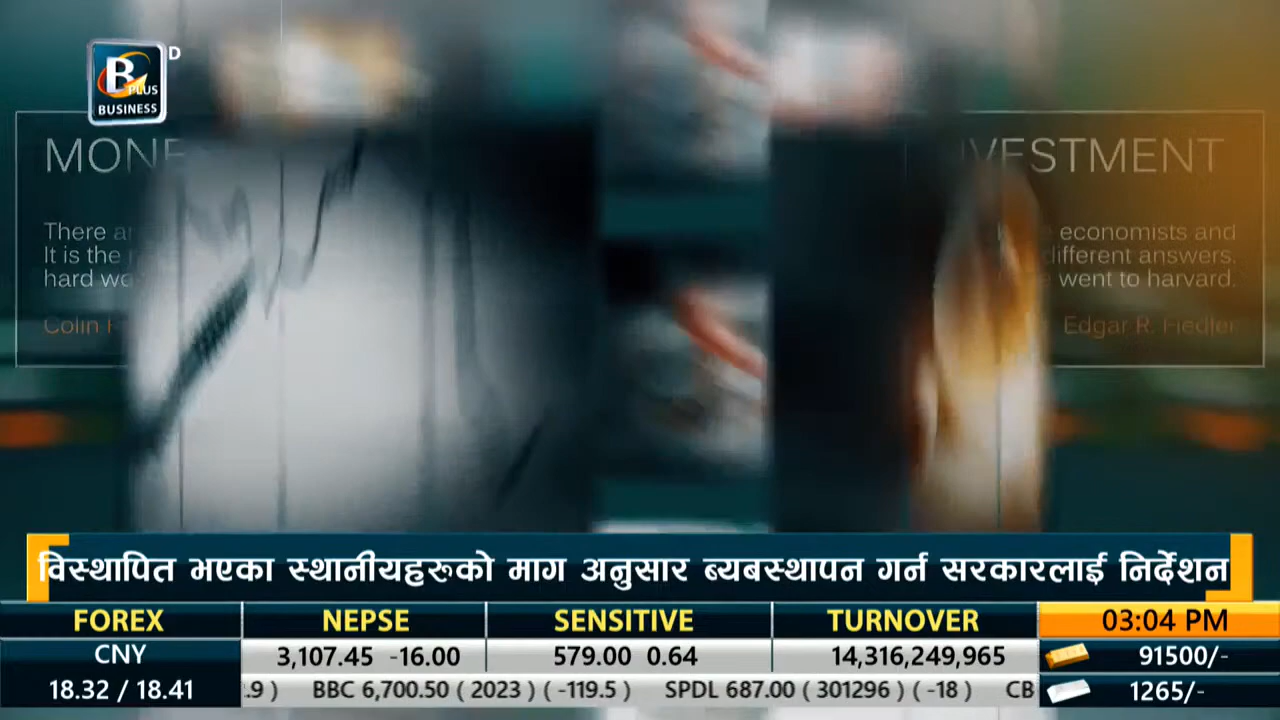 B
PLUS
BUSINESS
D
MONE
VESTMENT
There
It is the
hard
economists and
different answers.
went to harvard.
Colin
Edgar R. Fiedler
विस्थापित भएका स्थानीयहरुको माग अनुसार ब्यबस्थापन गर्न सरकारलाई निर्देशन
FOREX NEPSE SENSITIVE TURNOVER 03:04 PM
CNY 3,107.45 -16.00 579.00 0.64 14,316,249,965 91500/-
18.32 / 18.41 .9 ) BBC 6,700.50 ( 2023 ) ( -119.5 ) SPDL 687.00 ( 301296 ) ( -18 ) CB 1265/-